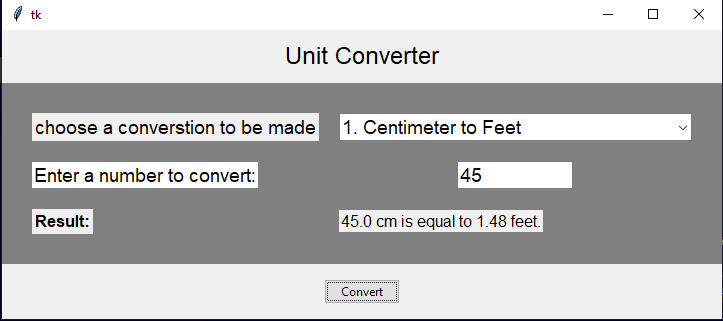 tk
Unit Converter
choose a converstion to be made
1. Centimeter to Feet
Enter a number to convert:
45
Result:
45.0 cm is equal to 1.48 feet.
Convert